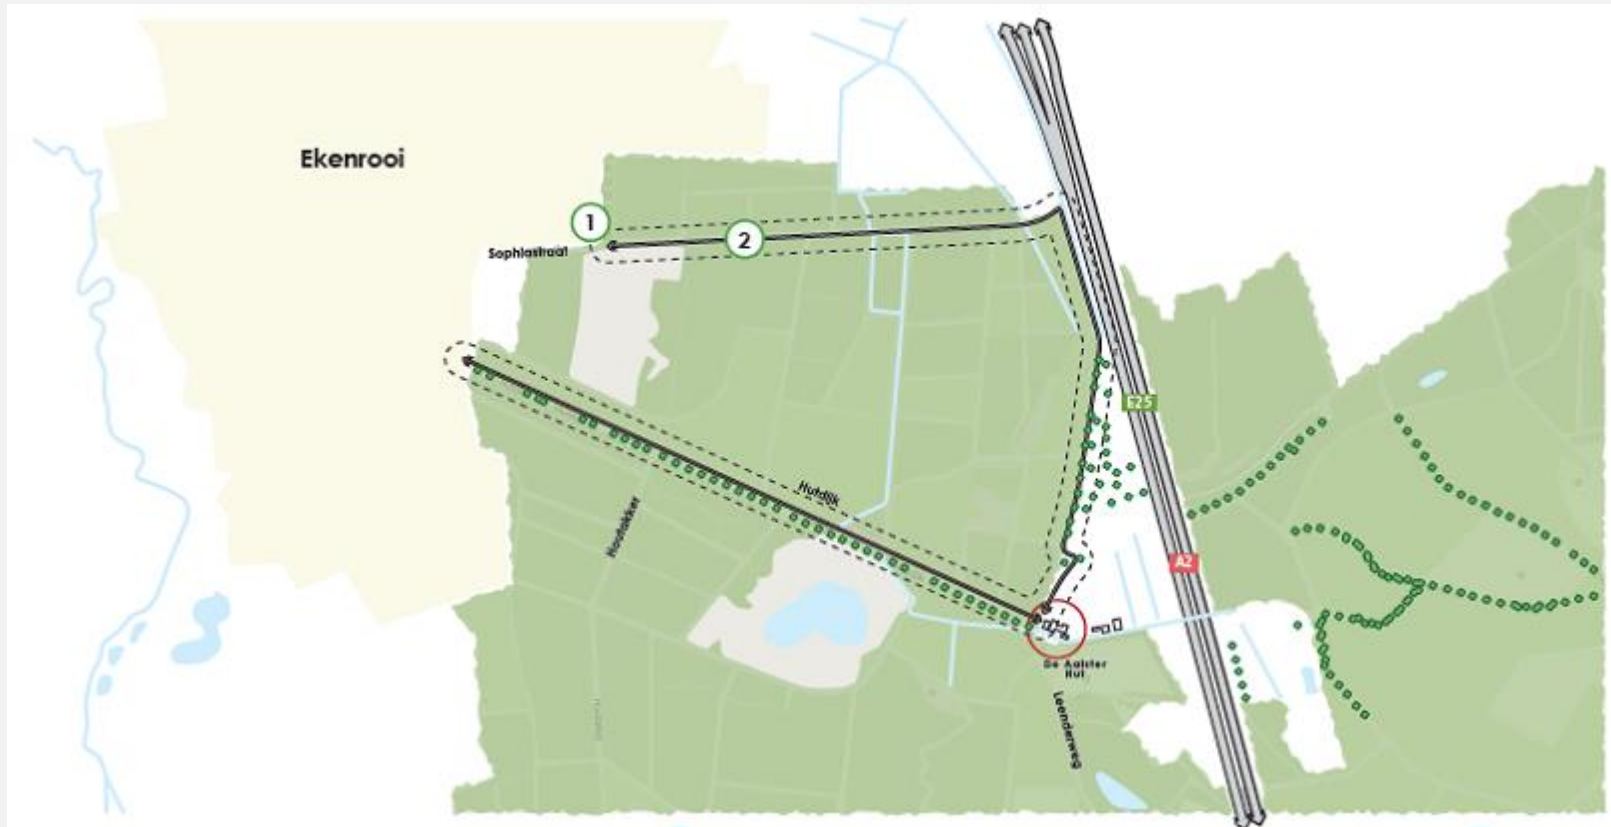 Ekenrooi
1
2
Sophiastraat
E25
Hutdijk
A2
De Aalster
Hut
Leenderweg